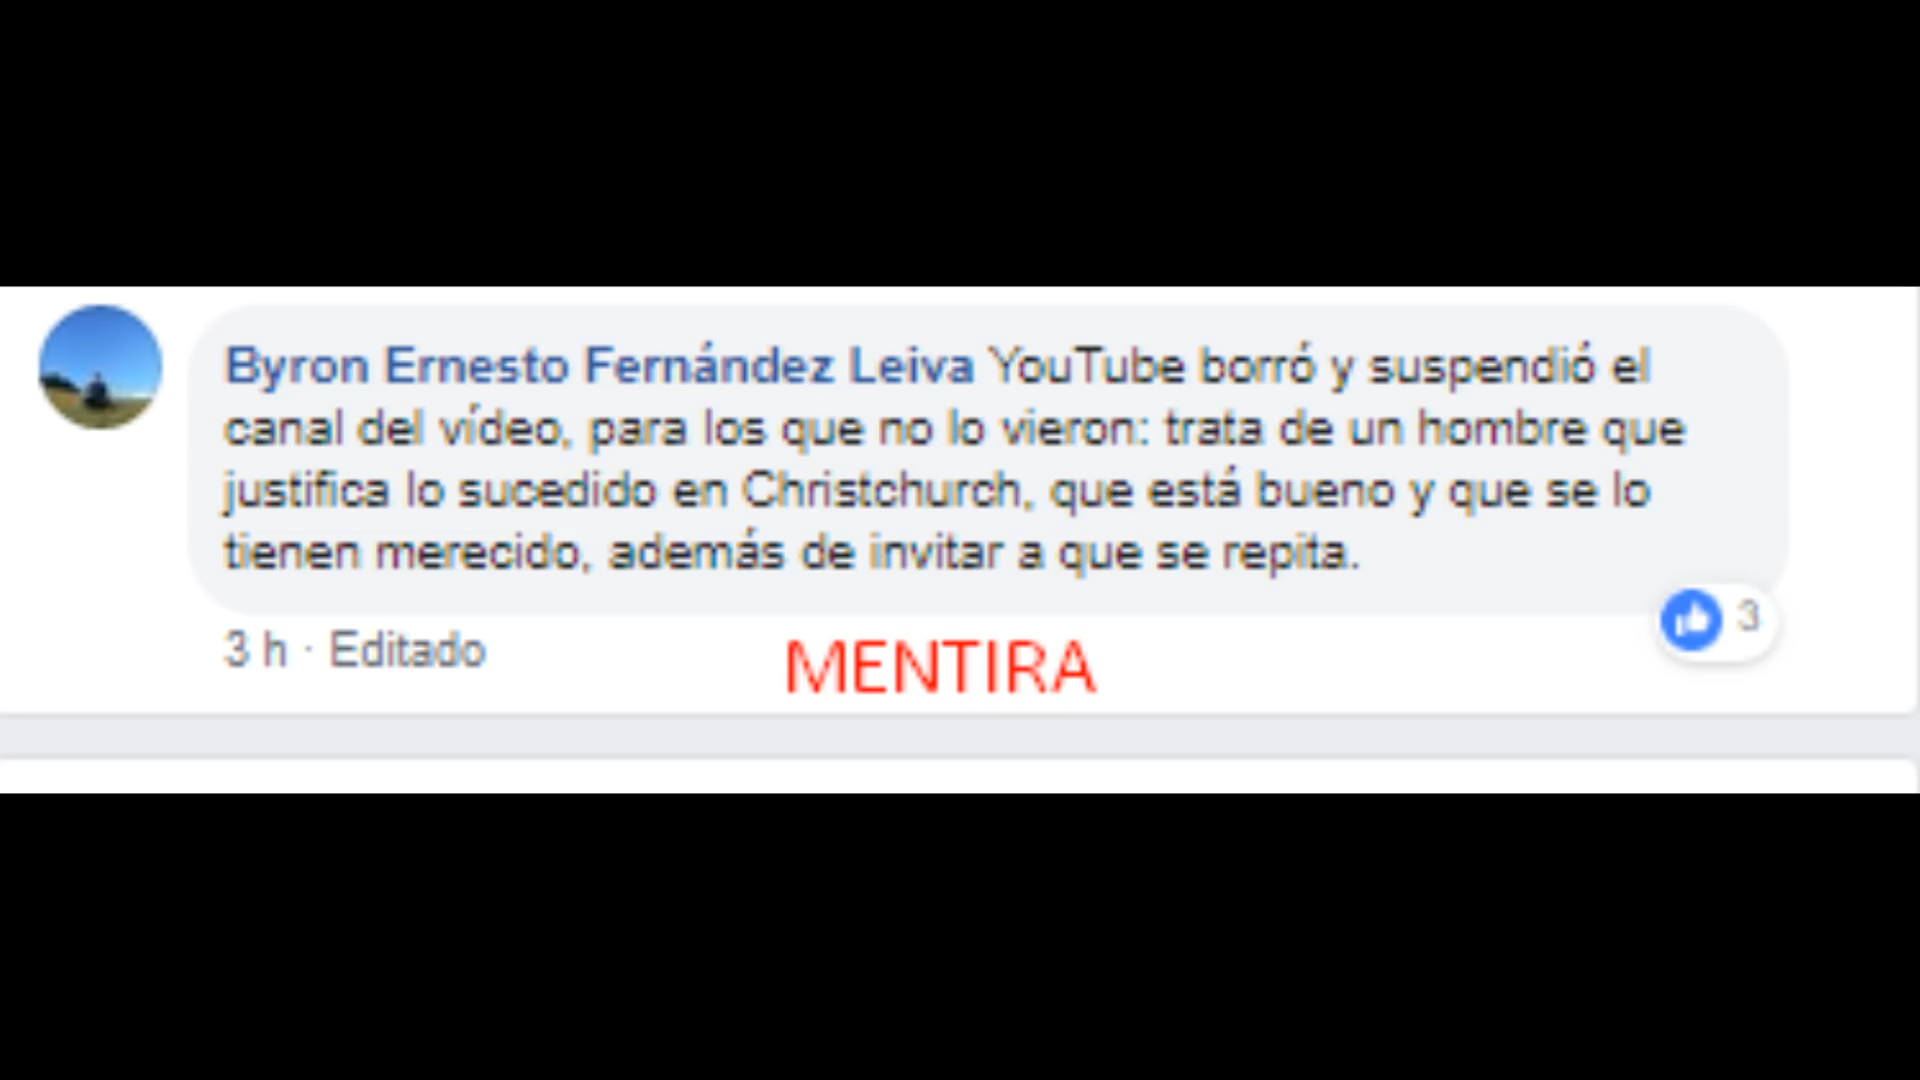 Byron Ernesto Fernández Leiva YouTube borró y suspendió el
canal del vídeo, para los que no lo vieron: trata de un hombre que
justifica lo sucedido en Christchurch, que está bueno y que se lo
tienen merecido, además de invitar a que se repita.
3
3 h · Editado
MENTIRA